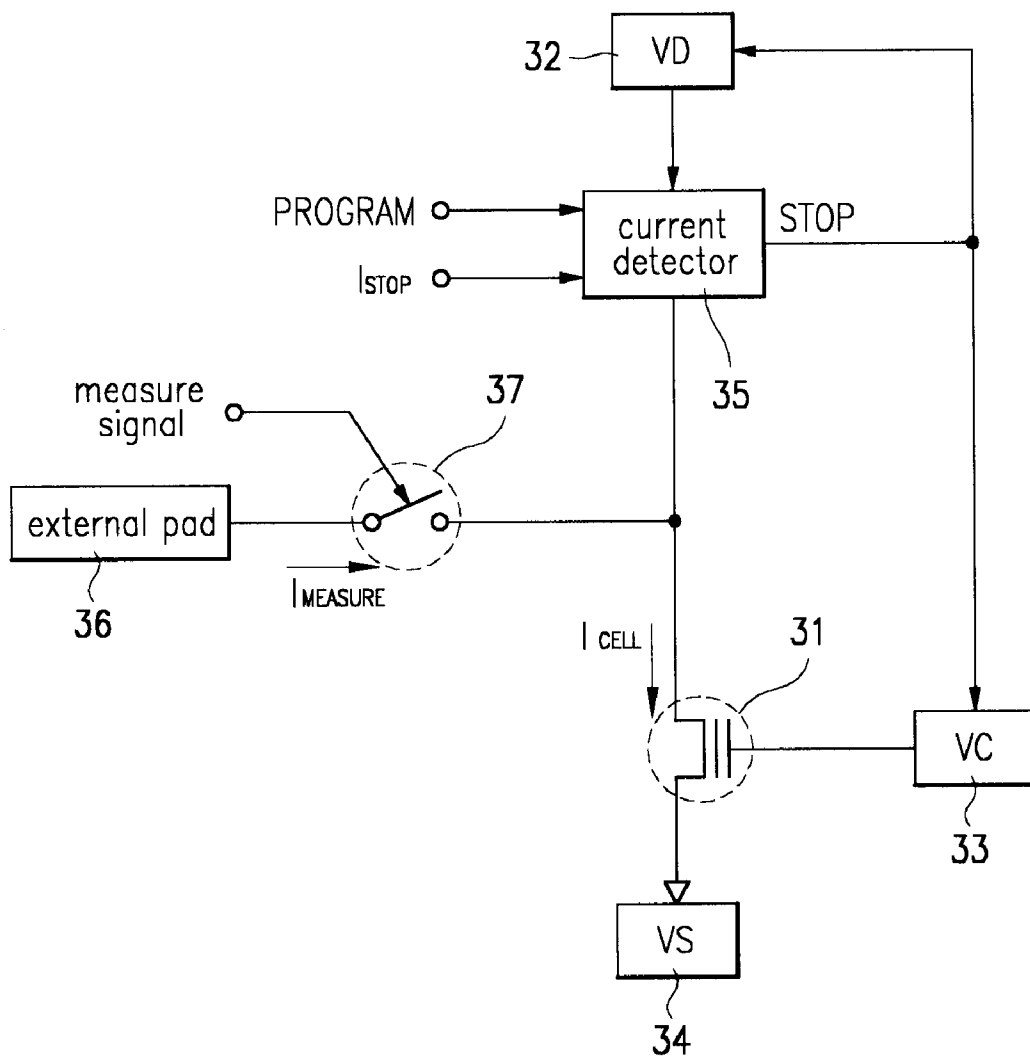 32
VD
PROGRAM
ISTOP
current
detector
STOP
35
measure
signal
37
external pad
36
IMEASURE
I CELL
31
VC
33
VS
34